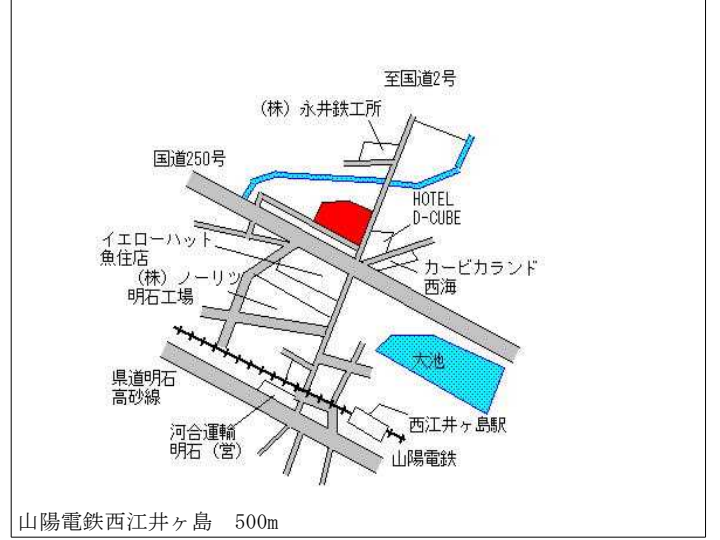 至国道2号
(株)永井鉄工所
国道250号
HOTEL
D-CUBE
イエローハット
魚住店
カービカランド
西海
(株)ノーリツ
明石工場
大池
県道明石
高砂線
西江井ヶ島駅
河合運輸
明石(営)
山陽電鉄
山陽電鉄西江井ヶ島 500m